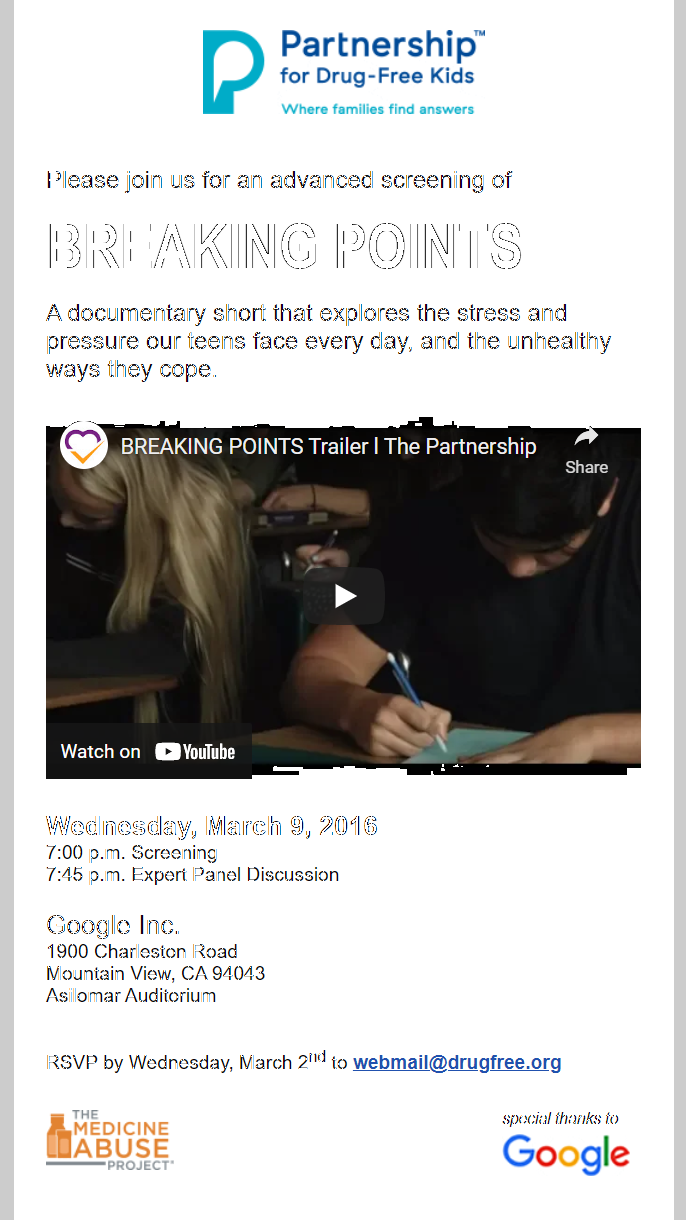 Partnership™
for Drug-Free Kids
Where families find answers
Please join us for an advanced screening of
BREAKING POINTS
A documentary short that explores the stress and
pressure our teens face every day, and the unhealthy
ways they cope.
BREAKING POINTS Trailer l The Partnership
Share
Watch on YouTube
Wednesday, March 9, 2016
7:00 p.m. Screening
7:45 p.m. Expert Panel Discussion
Google Inc.
1900 Charleston Road
Mountain View, CA 94043
Asilomar Auditorium
RSVP by Wednesday, March 2nd to webmail@drugfree.org
THE
MEDICINE
ABUSE
PROJECT
special thanks to
Google